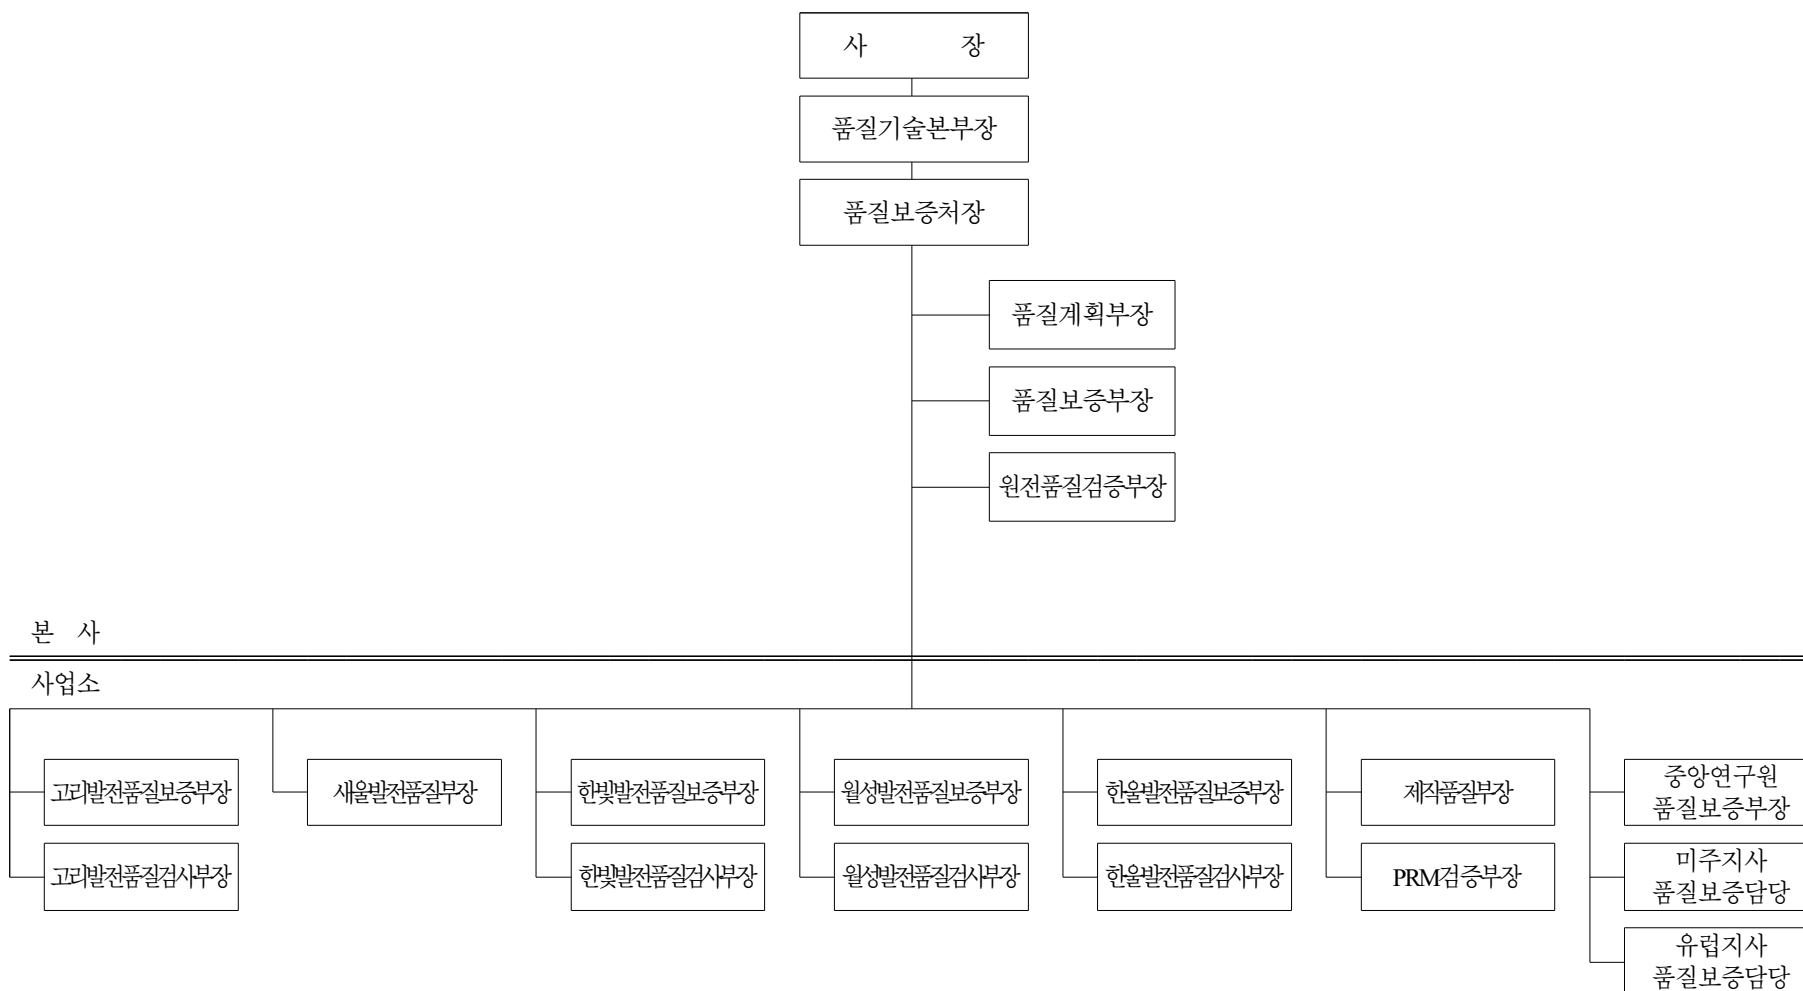 사 장
품질기술본부장
품질보증처장
품질계획부장
품질보증부장
원전품질검증부장
본 사
사업소
고리발전품질보증부장
새울발전품질부장
한빛발전품질보증부장
월성발전품질보증부장
한울발전품질보증부장
제작품질부장
중앙연구원
품질보증부장
고리발전품질검사부장
한빛발전품질검사부장
월성발전품질검사부장
한울발전품질검사부장
PRM검증부장
미주지사
품질보증담당
유럽지사
품질보증담당